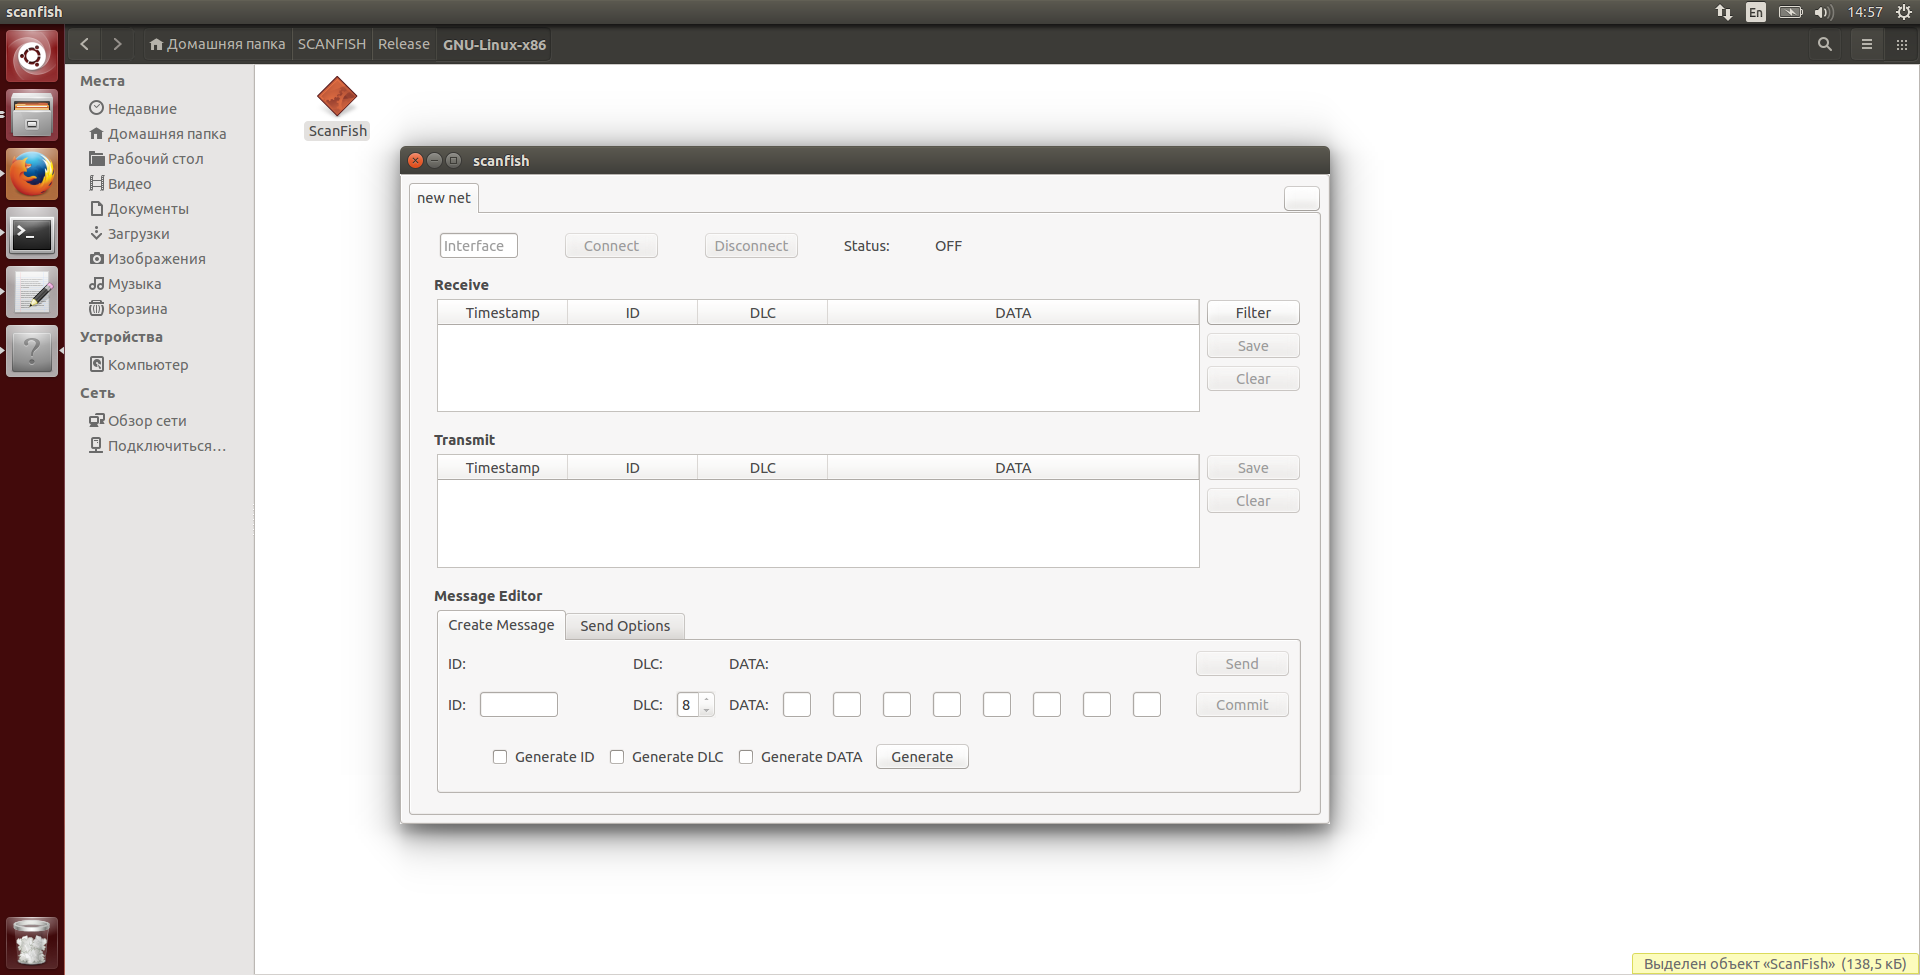 scanfish
En
14:57
Домашняя папка SCANFISH Release GNU-Linux-x86
Места
Недавние
Домашняя папка
Рабочий стол
Видео
Документы
Загрузки
Изображения
Музыка
Корзина
Устройства
Компьютер
Сеть
Обзор сети
Подключиться…
ScanFish
scanfish
new net
Interface Connect Disconnect Status: OFF
Receive
Timestamp ID DLC DATA
Filter
Save
Clear
Transmit
Timestamp ID DLC DATA
Save
Clear
Message Editor
Create Message Send Options
ID: DLC: DATA: Send
ID: DLC: 8 DATA: Commit
Generate ID Generate DLC Generate DATA Generate
Выделен объект «ScanFish» (138,5 кБ)